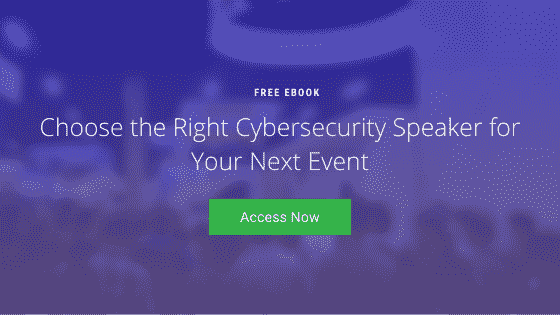 FREE EBOOK
Choose the Right Cybersecurity Speaker for
Your Next Event
Access Now